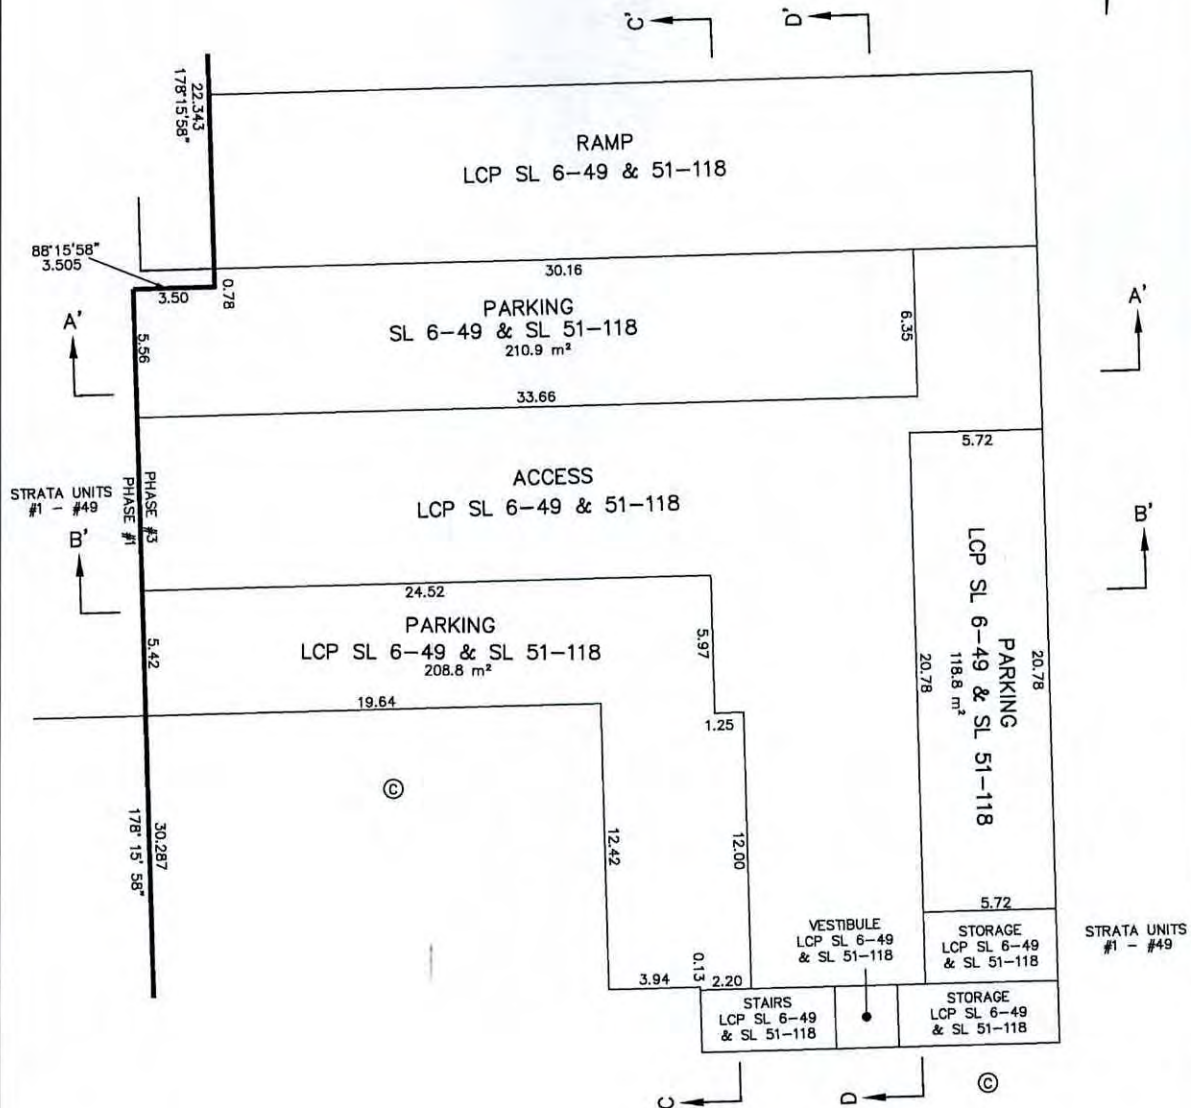 C'
D'
22.343
178°15'58"
RAMP
LCP SL 6-49 & 51-118
88°15'58"
3.505
3.50
0.78
30.16
PARKING
SL 6-49 & SL 51-118
210.9 m²
6.35
A'
A'
5.56
33.66
5.72
ACCESS
LCP SL 6-49 & 51-118
STRATA UNITS
#1 - #49
PHASE #1
PHASE #3
B'
B'
24.52
PARKING
LCP SL 6-49 & SL 51-118
208.8 m²
5.42
5.97
19.64
1.25
20.78
PARKING
LCP SL 6-49 & SL 51-118
118.8 m²
20.78
©
30.287
178° 15' 58"
12.42
12.00
5.72
VESTIBULE
LCP SL 6-49
& SL 51-118
STORAGE
LCP SL 6-49
& SL 51-118
STRATA UNITS
#1 - #49
3.94
0.13
2.20
STAIRS
LCP SL 6-49
& SL 51-118
STORAGE
LCP SL 6-49
& SL 51-118
C
D
©